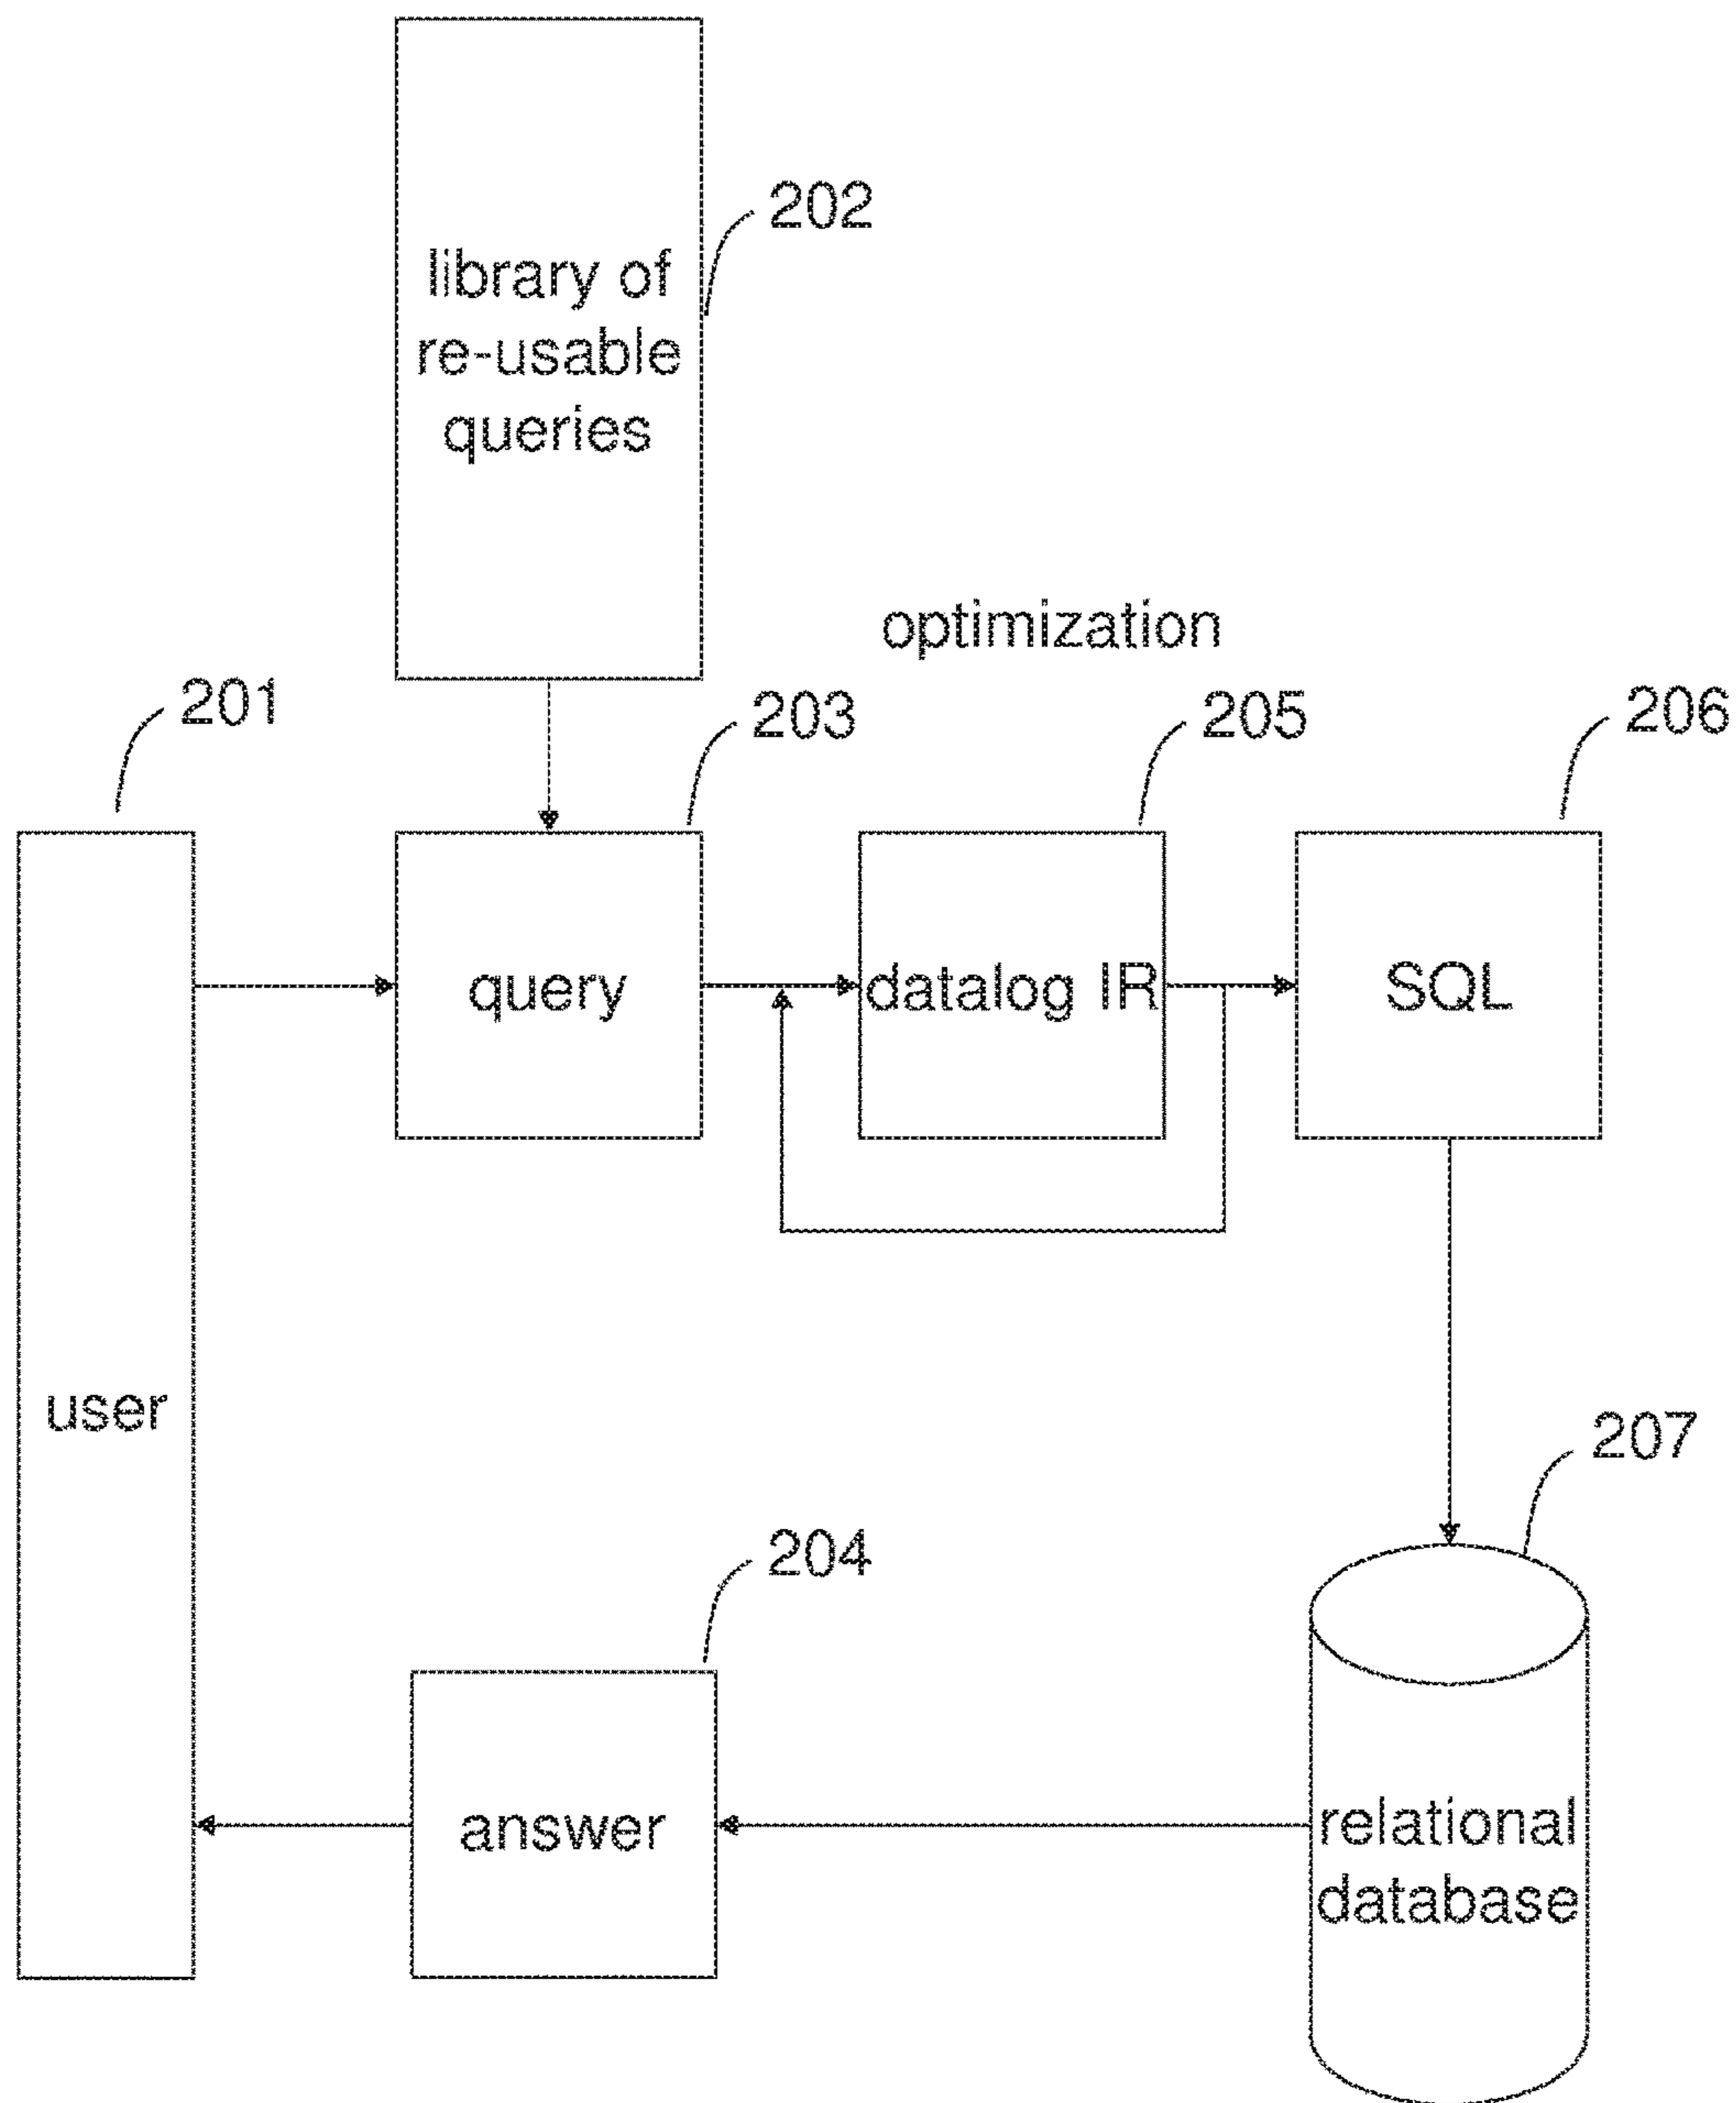 202
library of
re-usable
queries
optimization
201
203
205
206
query
datalog IR
SQL
user
207
204
answer
relational
database